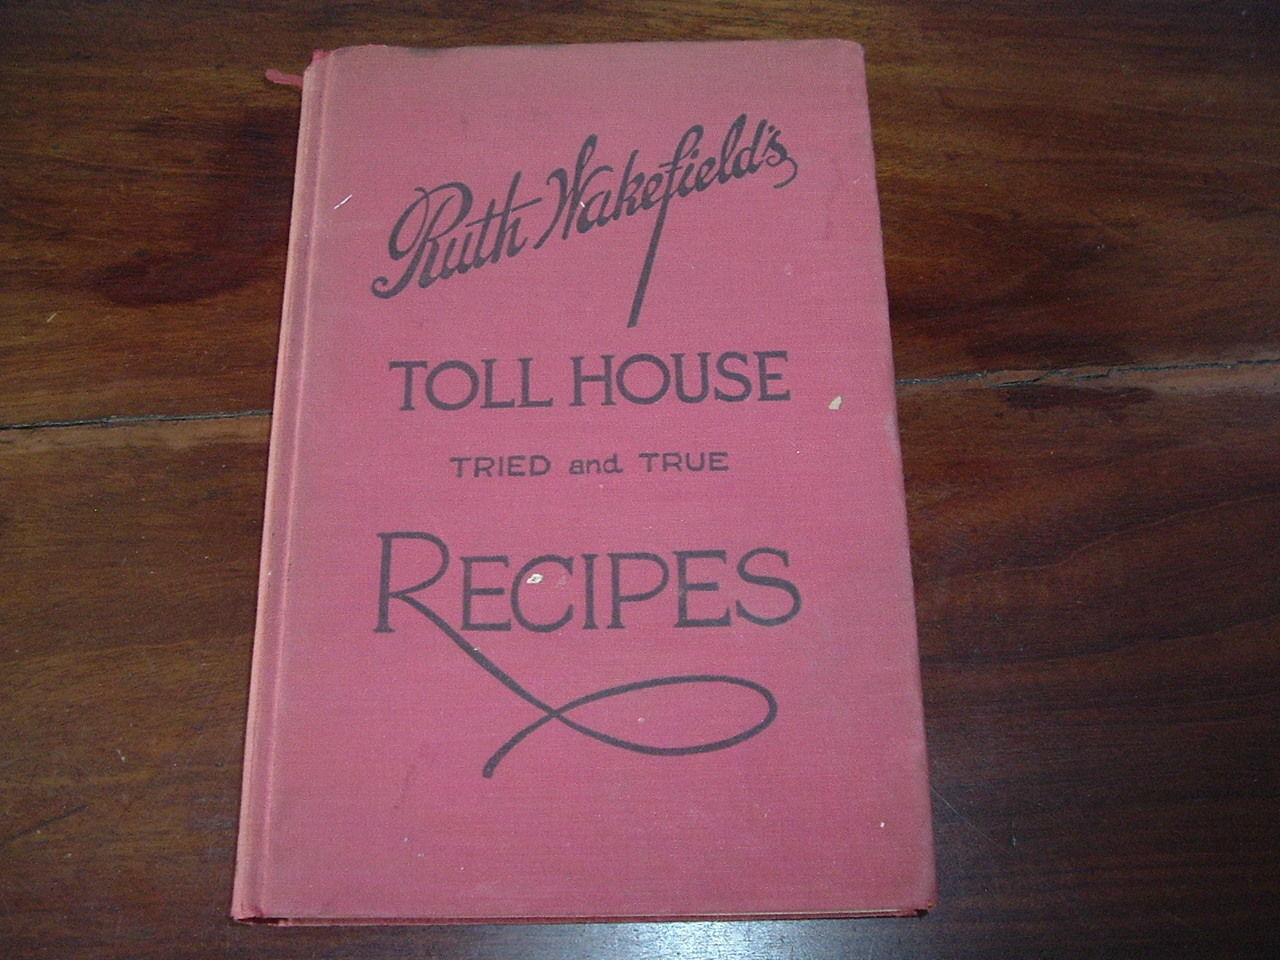 Ruth Wakefield's
TOLL HOUSE
TRIED and TRUE
RECIPES